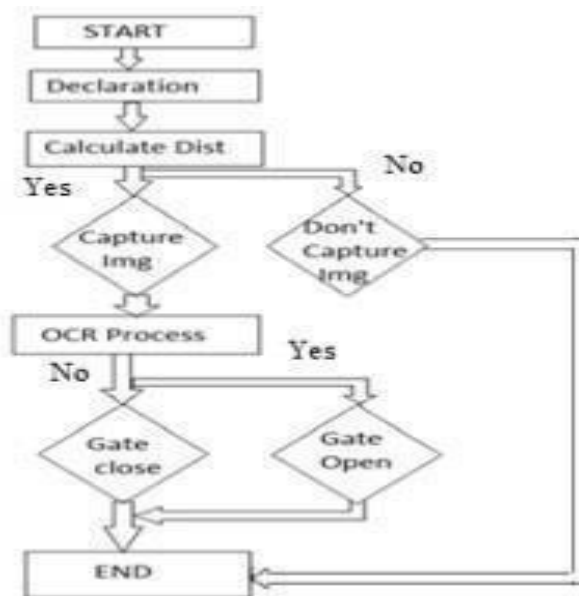 START
Declaration
Calculate Dist
Yes
No
Capture
Img
Don't
Capture
Img
OCR Process
No
Yes
Gate
close
Gate
Open
END